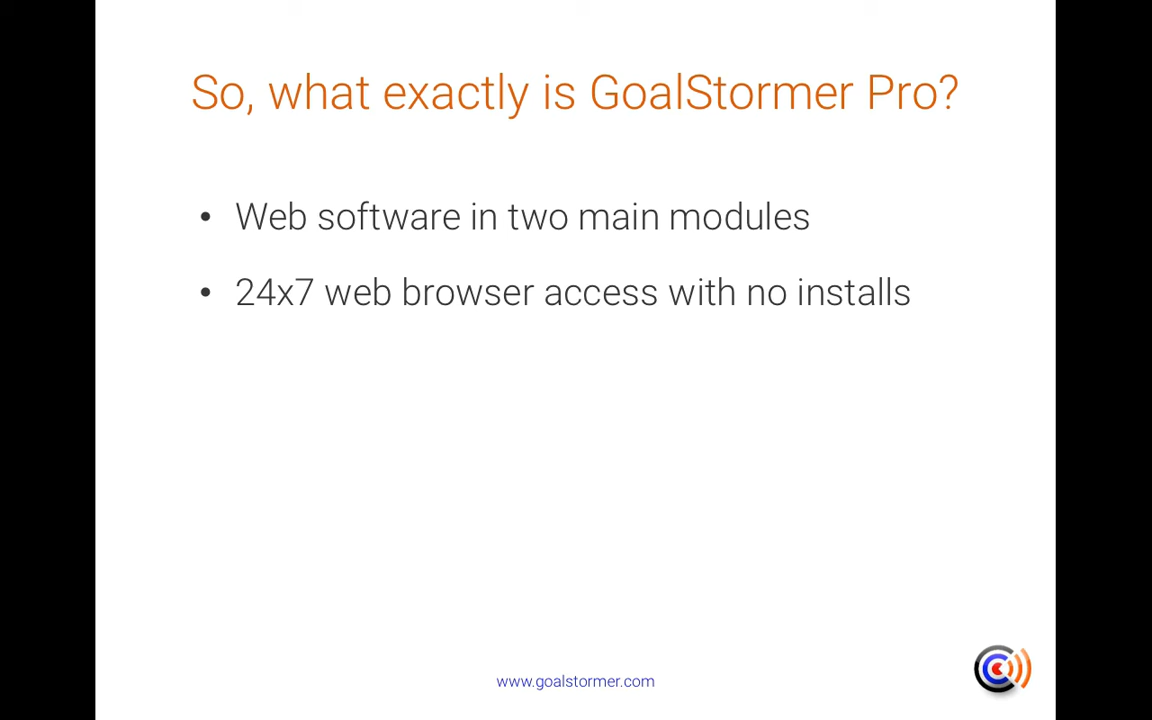 So, what exactly is GoalStormer Pro?
• Web software in two main modules
• 24x7 web browser access with no installs
www.goalstormer.com